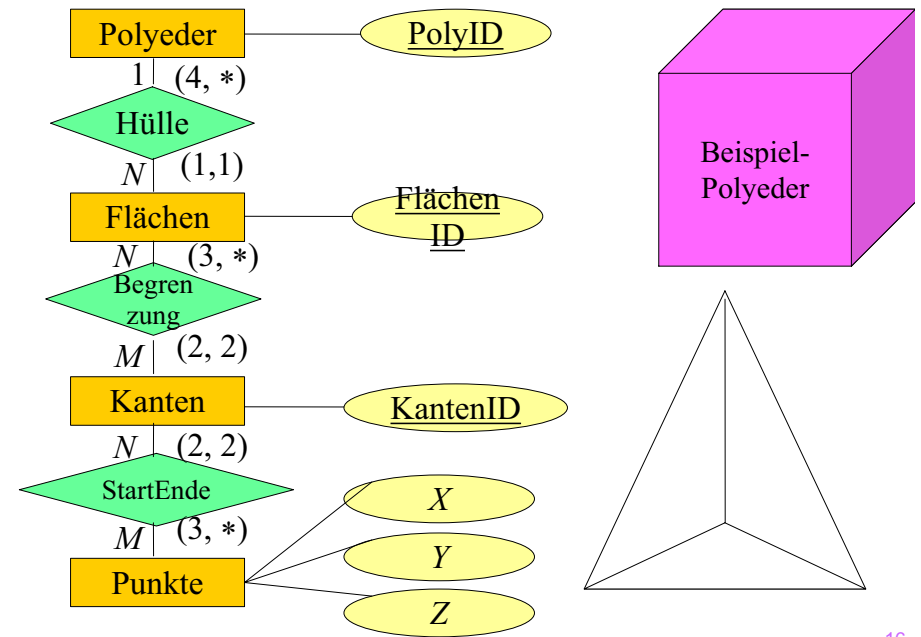 Polyeder
PolyID
1 (4, *)
Hülle
N (1,1)
Flächen
Flächen
ID
N (3, *)
Begren
zung
M (2, 2)
Kanten
KantenID
N (2, 2)
StartEnde
M (3, *)
Punkte
X
Y
Z
Beispiel-
Polyeder
16